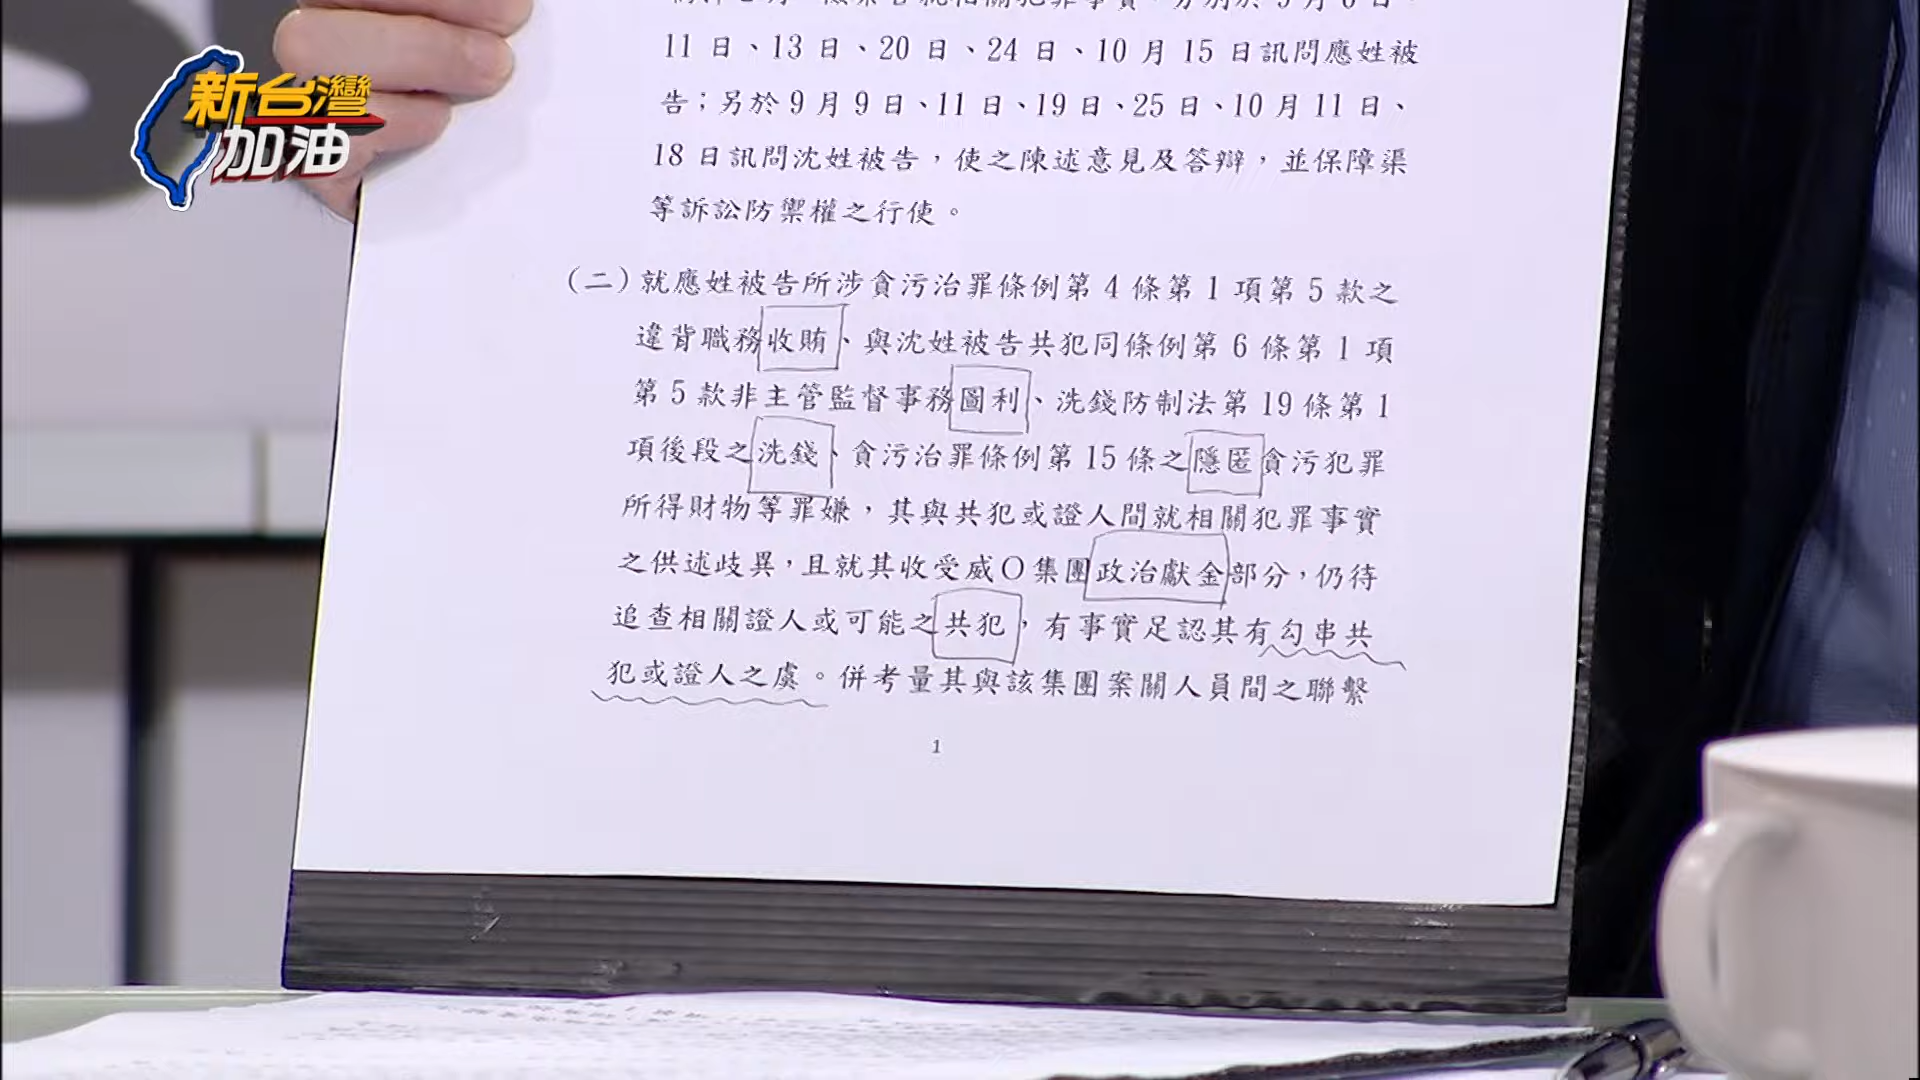 新台灣
加油
11 日、13 日、20 日、24 日、10 月 15 日訊問應姓被
告；另於 9 月 9 日、11 日、19 日、25 日、10 月 11 日、
18 日訊問沈姓被告，使之陳述意見及答辯，並保障渠
等訴訟防禦權之行使。
（二）就應姓被告所涉貪污治罪條例第 4 條第 1 項第 5 款之
違背職務收賄、與沈姓被告共犯同條例第 6 條第 1 項
第 5 款非主管監督事務圖利、洗錢防制法第 19 條第 1
項後段之洗錢、貪污治罪條例第 15 條之隱匿貪污犯罪
所得財物等罪嫌，其與共犯或證人間就相關犯罪事實
之供述歧異，且就其收受威O集團政治獻金部分，仍待
追查相關證人或可能之共犯，有事實足認其有勾串共
犯或證人之虞。併考量其與該集團案關人員間之聯繫
1